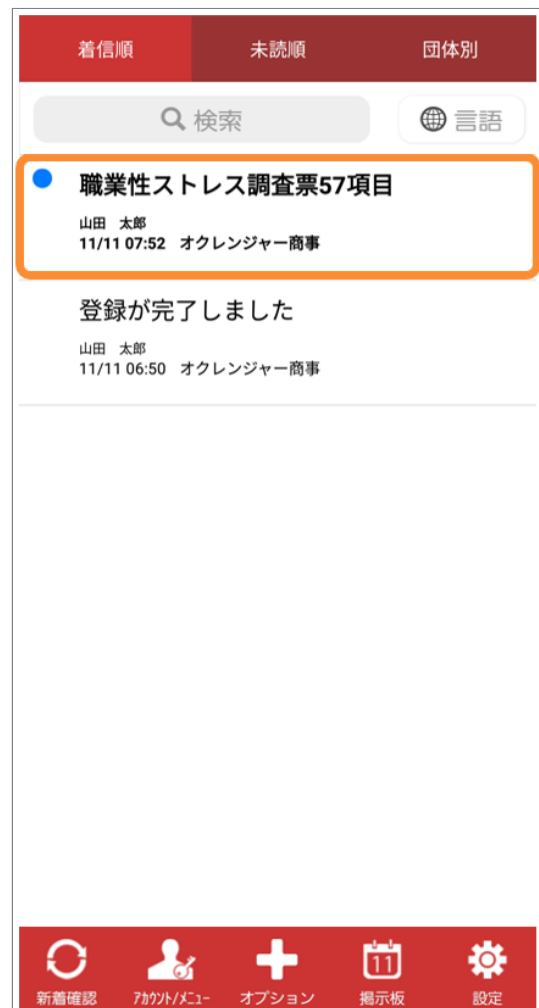 着信順 未読順 団体別
検索 言語
職業性ストレス調査票57項目
山田 太郎
11/11 07:52 オクレンジャー商事
登録が完了しました
山田 太郎
11/11 06:50 オクレンジャー商事
11
新着確認 ｱｶｳﾝﾄ/ﾒﾆｭｰ オプション 掲示板 設定